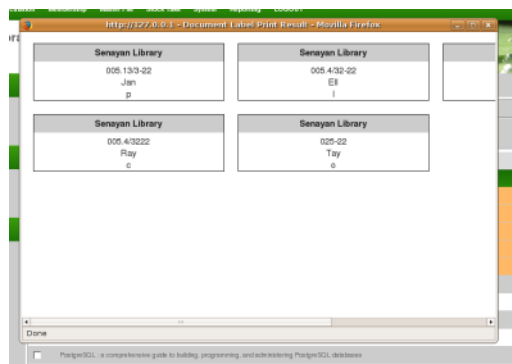 Reporting
http://127.0.0.1 - Document Label Print Result - Mozilla Firefox
Senayan Library
005.13/3-22
Jan
p
Senayan Library
005.4/32-22
Ell
l
Senayan Library
005.4/3222
Ray
c
Senayan Library
025-22
Tay
o
Done
PostgreSQL : a comprehensive guide to building, programming, and administering PostgreSQL databases